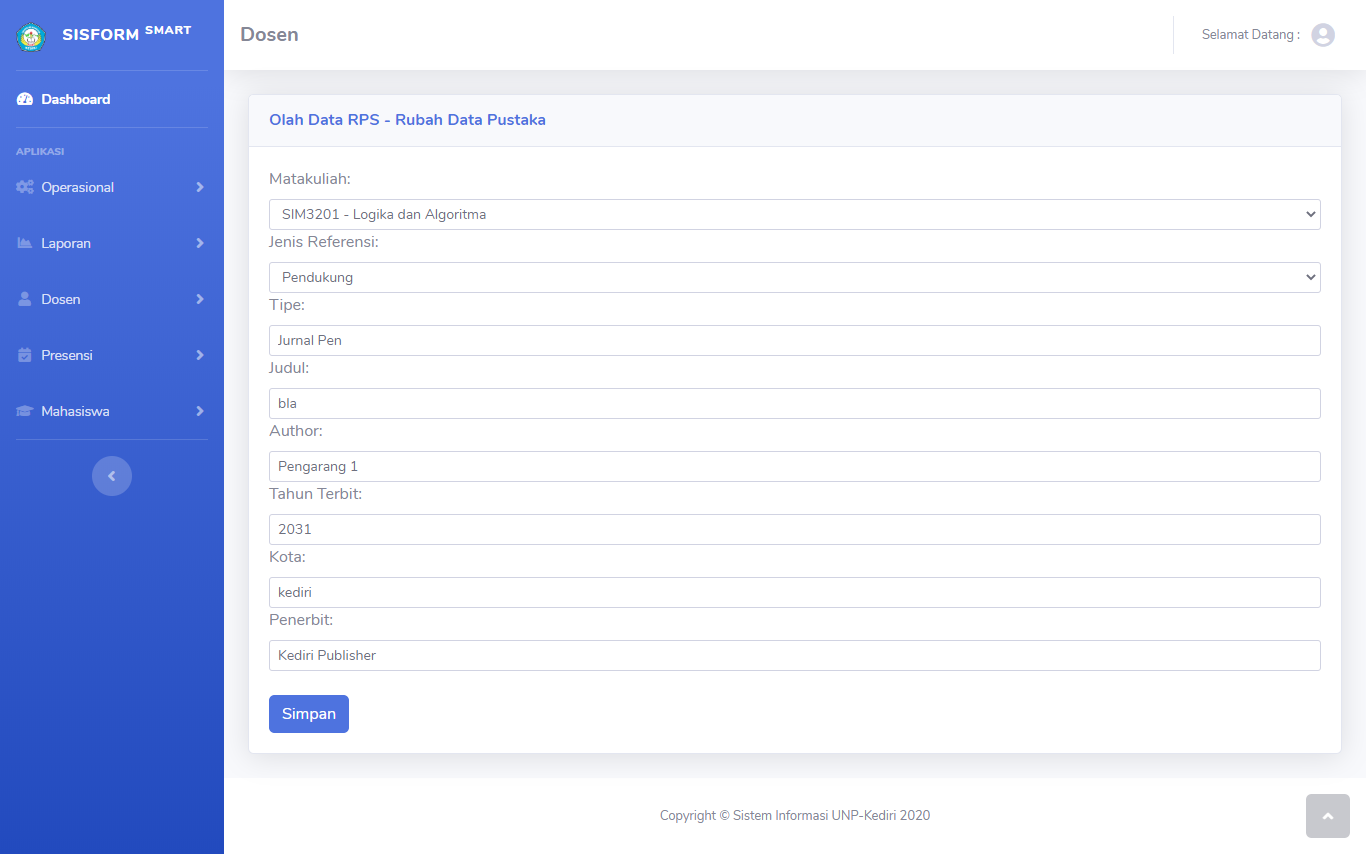 SISFORM SMART
Dashboard
APLIKASI
Operasional
Laporan
Dosen
Presensi
Mahasiswa
Dosen
Selamat Datang :
Olah Data RPS - Rubah Data Pustaka
Matakuliah:
SIM3201 - Logika dan Algoritma
Jenis Referensi:
Pendukung
Tipe:
Jurnal Pen
Judul:
bla
Author:
Pengarang 1
Tahun Terbit:
2031
Kota:
kediri
Penerbit:
Kediri Publisher
Simpan
Copyright © Sistem Informasi UNP-Kediri 2020